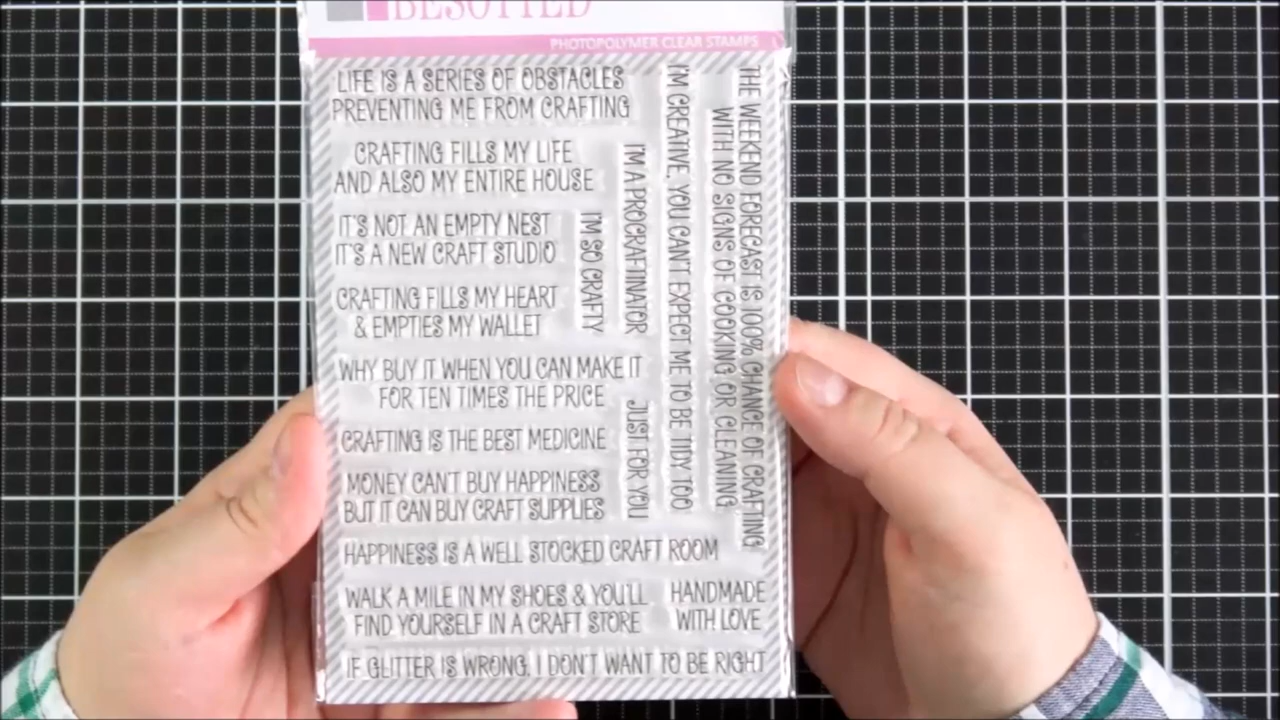 BESOTTED
PHOTOPOLYMER CLEAR STAMPS
LIFE IS A SERIES OF OBSTACLES
PREVENTING ME FROM CRAFTING
CRAFTING FILLS MY LIFE
AND ALSO MY ENTIRE HOUSE
IT'S NOT AN EMPTY NEST
IT'S A NEW CRAFT STUDIO
CRAFTING FILLS MY HEART
& EMPTIES MY WALLET
WHY BUY IT WHEN YOU CAN MAKE IT
FOR TEN TIMES THE PRICE
CRAFTING IS THE BEST MEDICINE
MONEY CAN'T BUY HAPPINESS
BUT IT CAN BUY CRAFT SUPPLIES
HAPPINESS IS A WELL STOCKED CRAFT ROOM
WALK A MILE IN MY SHOES & YOU'LL
FIND YOURSELF IN A CRAFT STORE
HANDMADE
WITH LOVE
IF GLITTER IS WRONG I DON'T WANT TO BE RIGHT
I'M SO CRAFTY
I'M A PROCRAFTINATOR
JUST FOR YOU
I'M CREATIVE, YOU CAN'T EXPECT ME TO BE TIDY TOO
THE WEEKEND FORECAST IS 100% CHANCE OF CRAFTING
WITH NO SIGNS OF COOKING OR CLEANING